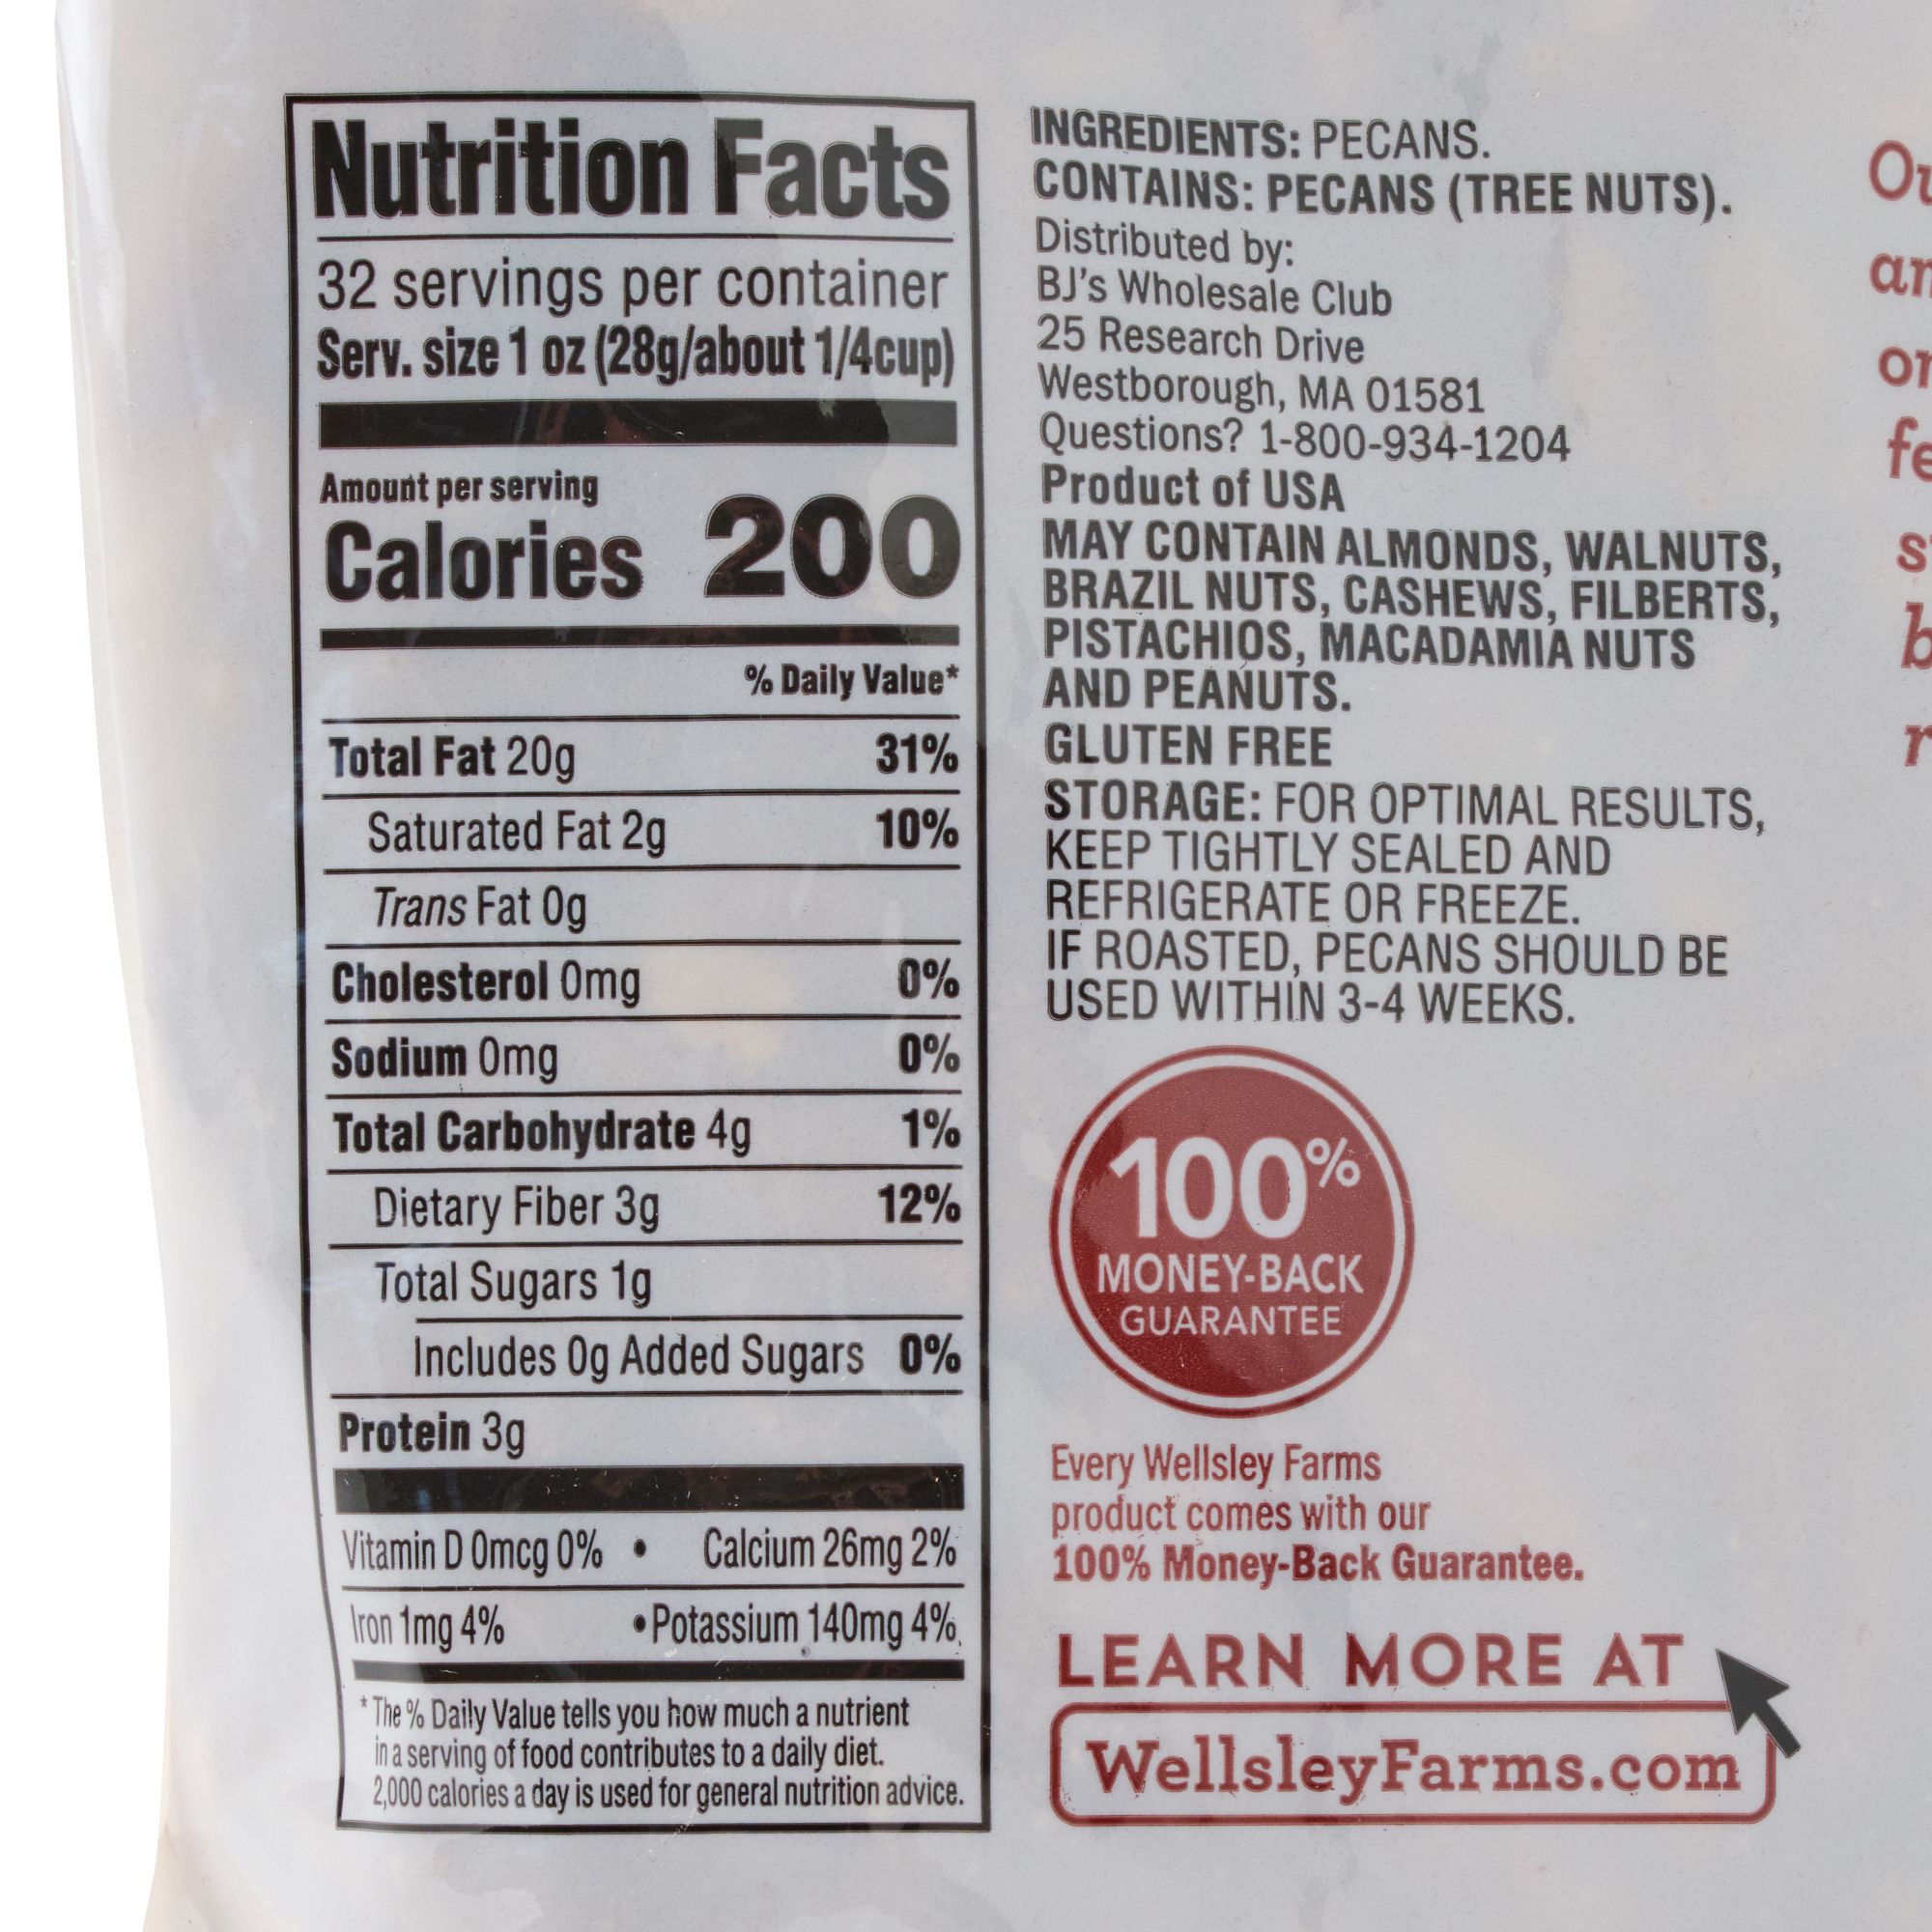 Nutrition Facts
32 servings per container
Serv. size 1 oz (28g/about 1/4cup)
Amount per serving
Calories 200
% Daily Value*
Total Fat 20g 31%
Saturated Fat 2g 10%
Trans Fat 0g
Cholesterol 0mg 0%
Sodium 0mg 0%
Total Carbohydrate 4g 1%
Dietary Fiber 3g 12%
Total Sugars 1g
Includes 0g Added Sugars 0%
Protein 3g
Vitamin D 0mcg 0% • Calcium 26mg 2%
Iron 1mg 4% • Potassium 140mg 4%
* The % Daily Value tells you how much a nutrient
in a serving of food contributes to a daily diet.
2,000 calories a day is used for general nutrition advice.
INGREDIENTS: PECANS.
CONTAINS: PECANS (TREE NUTS).
Distributed by:
BJ's Wholesale Club
25 Research Drive
Westborough, MA 01581
Questions? 1-800-934-1204
Product of USA
MAY CONTAIN ALMONDS, WALNUTS,
BRAZIL NUTS, CASHEWS, FILBERTS,
PISTACHIOS, MACADAMIA NUTS
AND PEANUTS.
GLUTEN FREE
STORAGE: FOR OPTIMAL RESULTS,
KEEP TIGHTLY SEALED AND
REFRIGERATE OR FREEZE.
IF ROASTED, PECANS SHOULD BE
USED WITHIN 3-4 WEEKS.
100%
MONEY-BACK
GUARANTEE
Every Wellsley Farms
product comes with our
100% Money-Back Guarantee.
LEARN MORE AT
WellsleyFarms.com